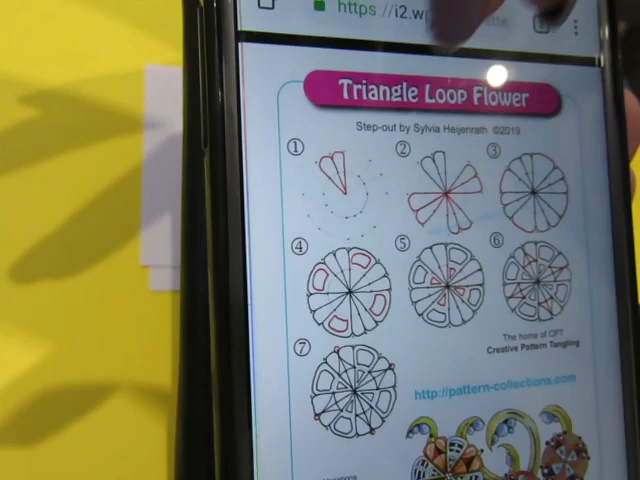 https://i2.wp
Triangle Loop Flower
Step-out by Sylvia Heijenrath ©2019
① ② ③
④ ⑤ ⑥
The home of CPT
Creative Pattern Tangling
⑦
http://pattern-collections.com